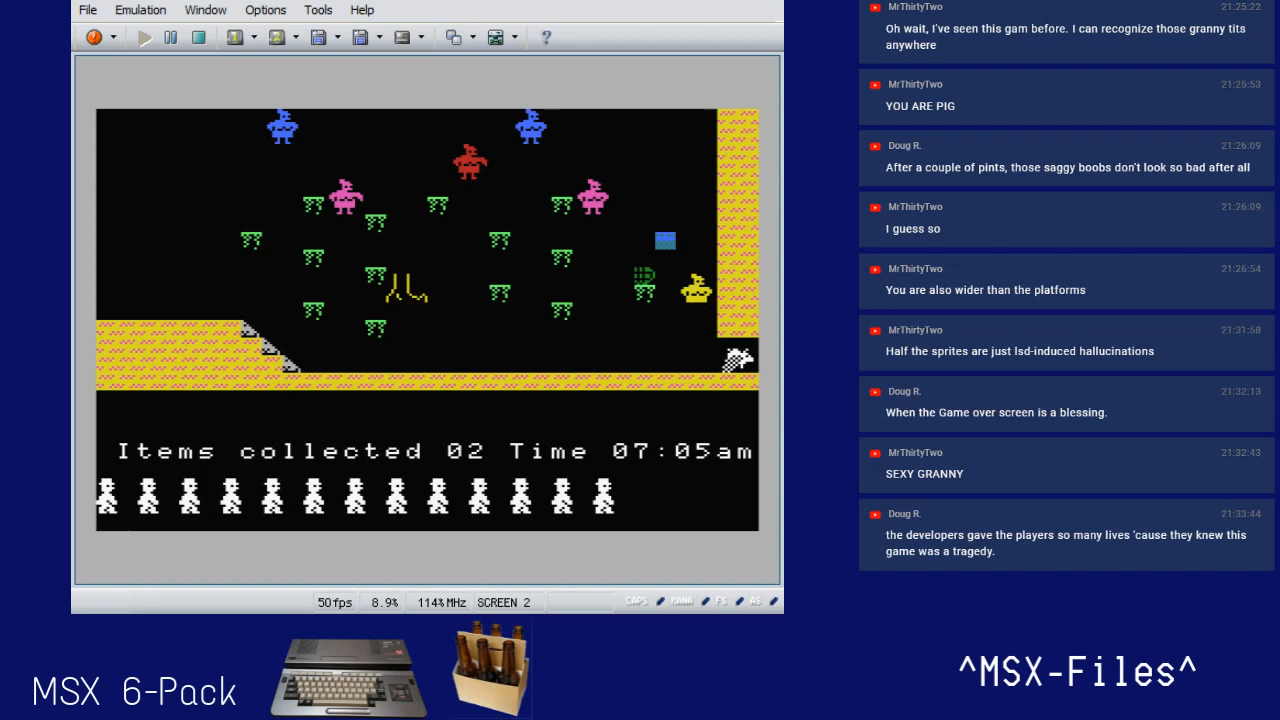 File Emulation Window Options Tools Help
Items collected 02 Time 07:05am
50fps 8.9% 114%MHz SCREEN 2 CAPS KANA FS AS
MSX 6-Pack
MrThirtyTwo 21:25:22
Oh wait, I've seen this gam before. I can recognize those granny tits
anywhere
MrThirtyTwo 21:25:53
YOU ARE PIG
Doug R. 21:26:09
After a couple of pints, those saggy boobs don't look so bad after all
MrThirtyTwo 21:26:09
I guess so
MrThirtyTwo 21:26:54
You are also wider than the platforms
MrThirtyTwo 21:31:58
Half the sprites are just lsd-induced hallucinations
Doug R. 21:32:13
When the Game over screen is a blessing.
MrThirtyTwo 21:32:43
SEXY GRANNY
Doug R. 21:33:44
the developers gave the players so many lives 'cause they knew this
game was a tragedy.
^MSX-Files^